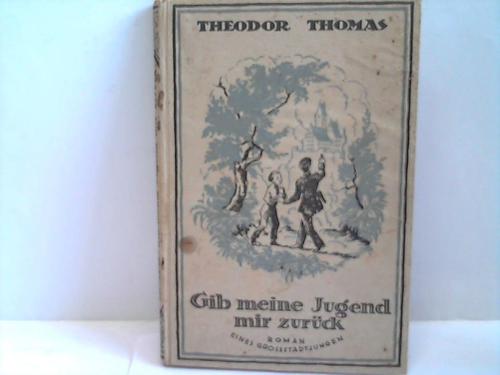 THEODOR THOMAS
Gib meine Jugend
mir zurück
ROMAN
EINES GROSSSTADTJUNGEN